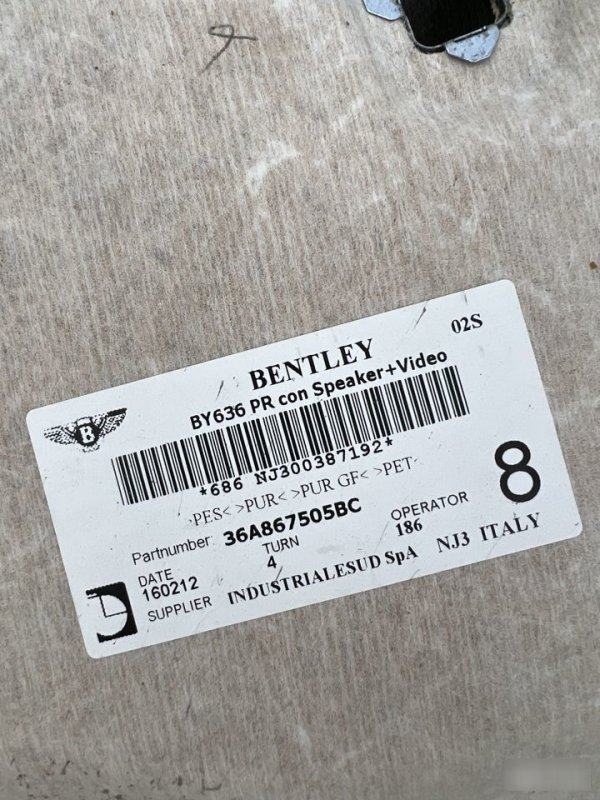 BENTLEY
02S
BY636 PR con Speaker+Video
B
*686 NJ300387192*
>PES< >PUR< >PUR GF< >PET<
8
Partnumber: 36A867505BC
DATE TURN OPERATOR
160212 4 186
SUPPLIER INDUSTRIALESUD SpA NJ3 ITALY